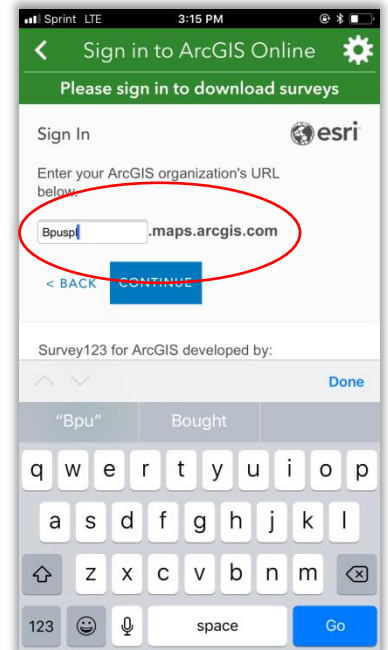 Sprint LTE 3:15 PM
Sign in to ArcGIS Online
Please sign in to download surveys
Sign In
esri
Enter your ArcGIS organization's URL
below.
Bpuspl .maps.arcgis.com
< BACK CONTINUE
Survey123 for ArcGIS developed by:
Done
"Bpu" Bought
q w e r t y u i o p
a s d f g h j k l
z x c v b n m
123 space Go